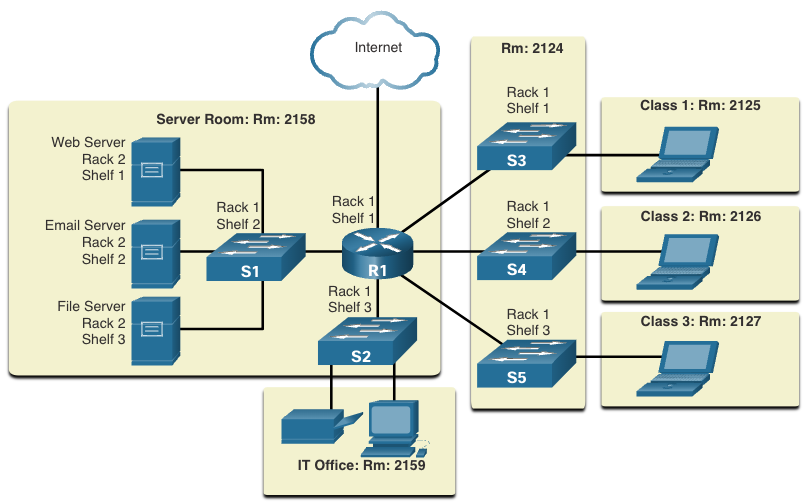 Internet
Server Room: Rm: 2158
Web Server
Rack 2
Shelf 1
Email Server
Rack 2
Shelf 2
File Server
Rack 2
Shelf 3
Rack 1
Shelf 2
S1
Rack 1
Shelf 1
R1
Rack 1
Shelf 3
S2
IT Office: Rm: 2159
Rm: 2124
Rack 1
Shelf 1
S3
Rack 1
Shelf 2
S4
Rack 1
Shelf 3
S5
Class 1: Rm: 2125
Class 2: Rm: 2126
Class 3: Rm: 2127